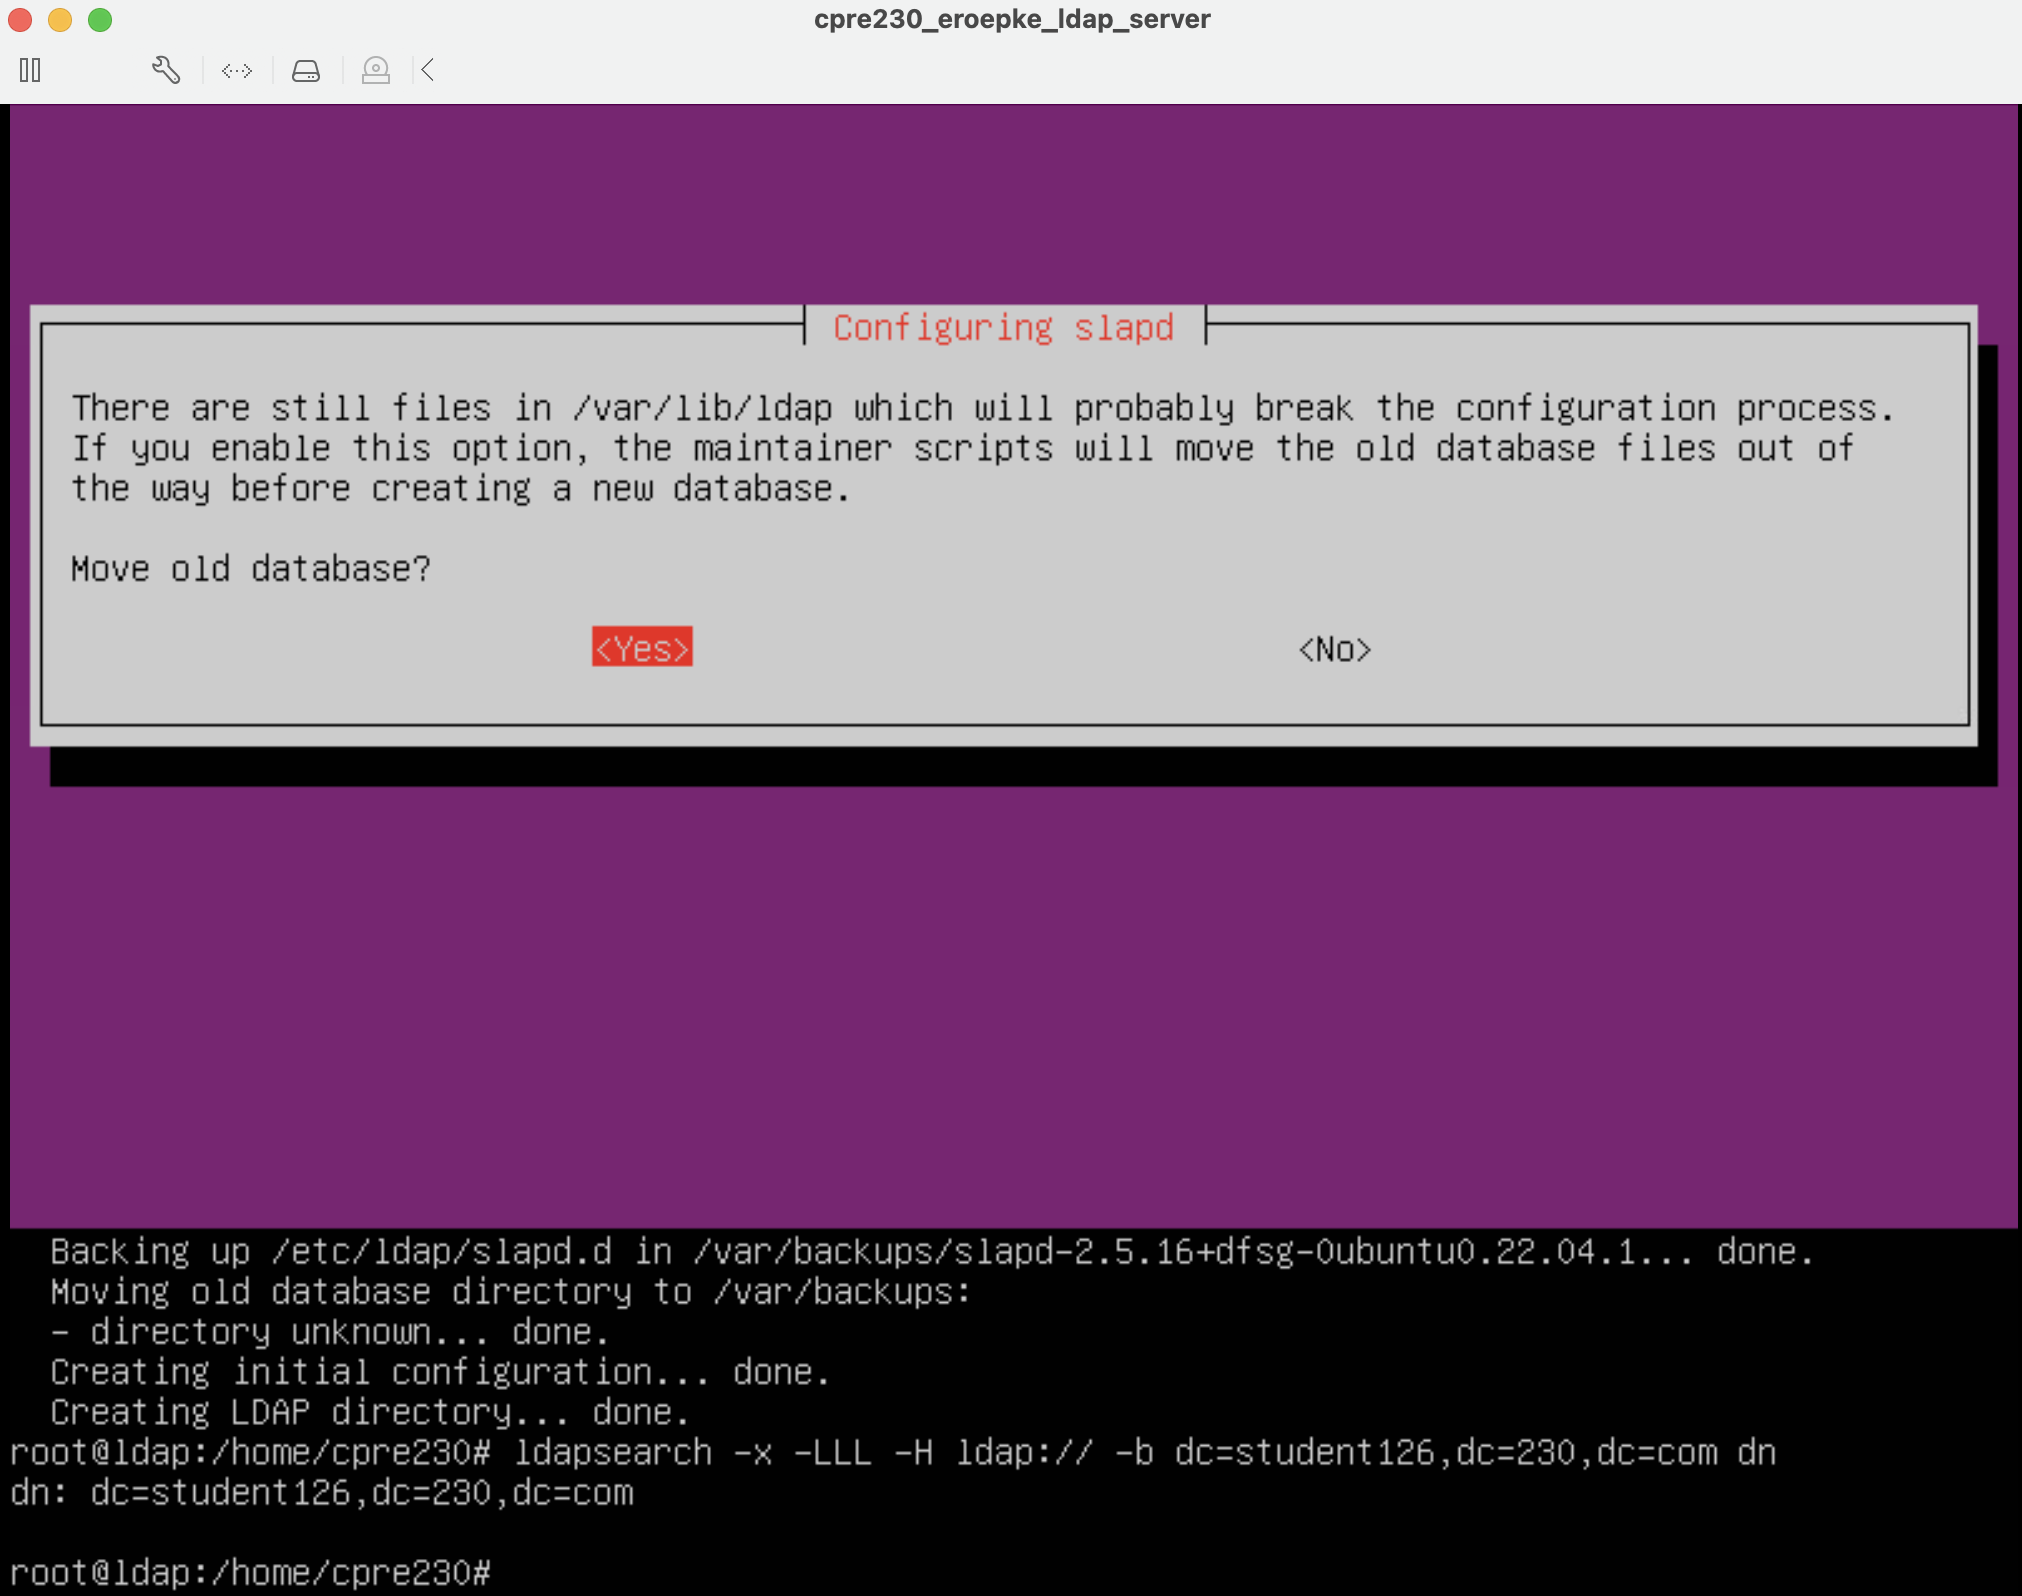 cpre230_eroepke_ldap_server
Configuring slapd
There are still files in /var/lib/ldap which will probably break the configuration process.
If you enable this option, the maintainer scripts will move the old database files out of
the way before creating a new database.
Move old database?
<Yes> <No>
Backing up /etc/ldap/slapd.d in /var/backups/slapd-2.5.16+dfsg-0ubuntu0.22.04.1... done.
Moving old database directory to /var/backups:
- directory unknown... done.
Creating initial configuration... done.
Creating LDAP directory... done.
root@ldap:/home/cpre230# ldapsearch -x -LLL -H ldap:// -b dc=student126,dc=230,dc=com dn
dn: dc=student126,dc=230,dc=com
root@ldap:/home/cpre230#